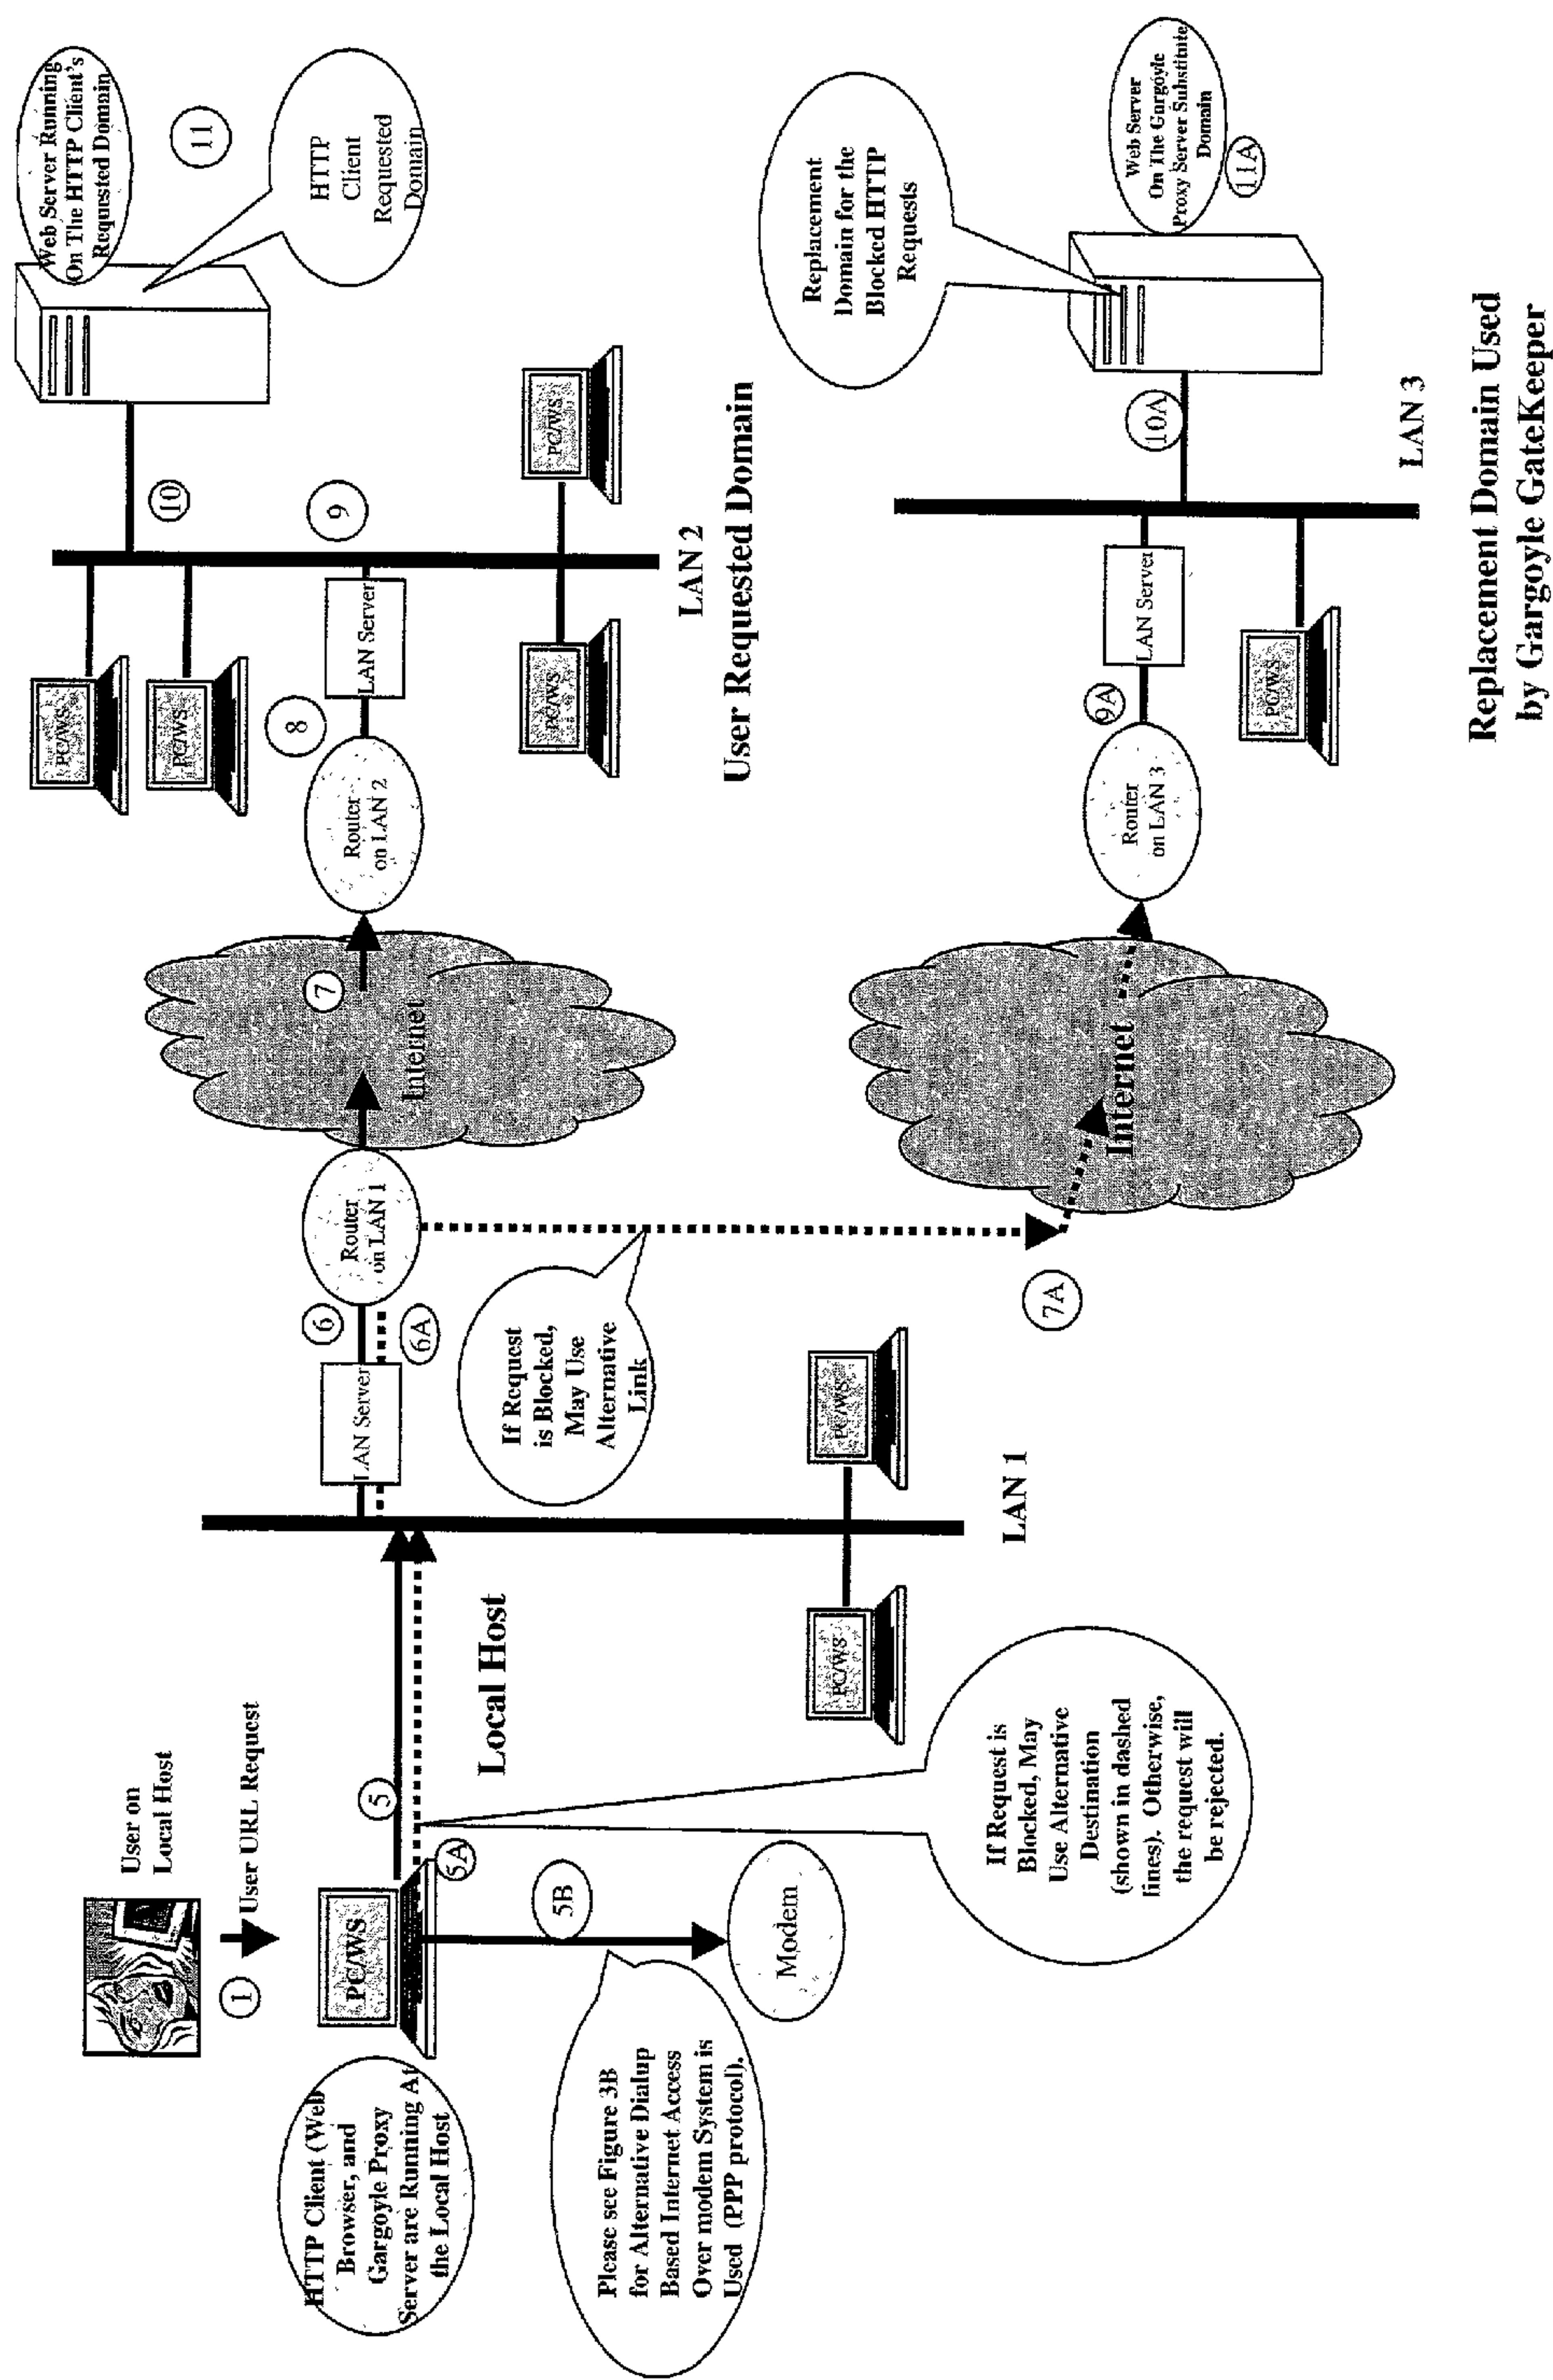 User on
Local Host
1
User URL Request
HTTP Client (Web
Browser, and
Gargoyle Proxy
Server are Running At
the Local Host
PC/WS
5
5A
Local Host
5B
Please see Figure 3B
for Alternative Dialup
Based Internet Access
Over modem System is
Used (PPP protocol).
Modem
If Request is
Blocked, May
Use Alternative
Destination
(shown in dashed
lines). Otherwise,
the request will
be rejected.
PC/WS
PC/WS
LAN 1
LAN Server
6
6A
Router
on LAN 1
If Request
is Blocked,
May Use
Alternative
Link
7A
7
Internet
Internet
Router
on LAN 2
8
LAN Server
9
PC/WS
PC/WS
PC/WS
PC/WS
10
LAN 2
User Requested Domain
Web Server Running
On The HTTP Client's
Requested Domain
11
HTTP
Client
Requested
Domain
Router
on LAN 3
9A
LAN Server
PC/WS
10A
LAN 3
Replacement
Domain for the
Blocked HTTP
Requests
Web Server
On The Gargoyle
Proxy Server Substitute
Domain
11A
Replacement Domain Used
by Gargoyle GateKeeper